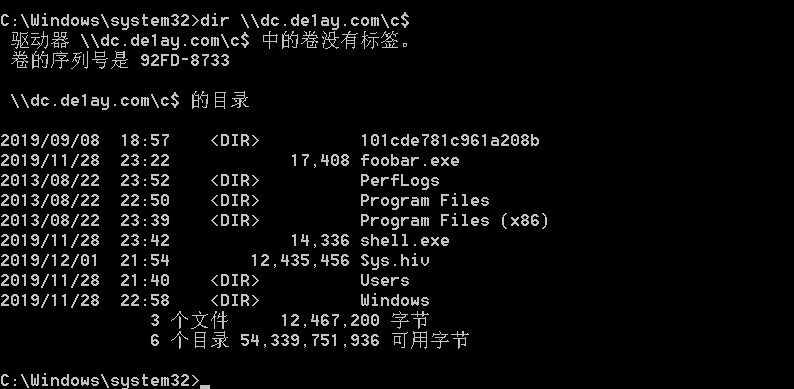 C:\Windows\system32>dir \\dc.de1ay.com\c$
驱动器 \\dc.de1ay.com\c$ 中的卷没有标签。
卷的序列号是 92FD-8733
\\dc.de1ay.com\c$ 的目录
2019/09/08  18:57    <DIR>          101cde781c961a208b
2019/11/28  23:22            17,408 foobar.exe
2013/08/22  23:52    <DIR>          PerfLogs
2013/08/22  22:50    <DIR>          Program Files
2013/08/22  23:39    <DIR>          Program Files (x86)
2019/11/28  23:42            14,336 shell.exe
2019/12/01  21:54        12,435,456 Sys.hiv
2019/11/28  21:40    <DIR>          Users
2019/11/28  22:58    <DIR>          Windows
3 个文件     12,467,200 字节
6 个目录 54,339,751,936 可用字节
C:\Windows\system32>